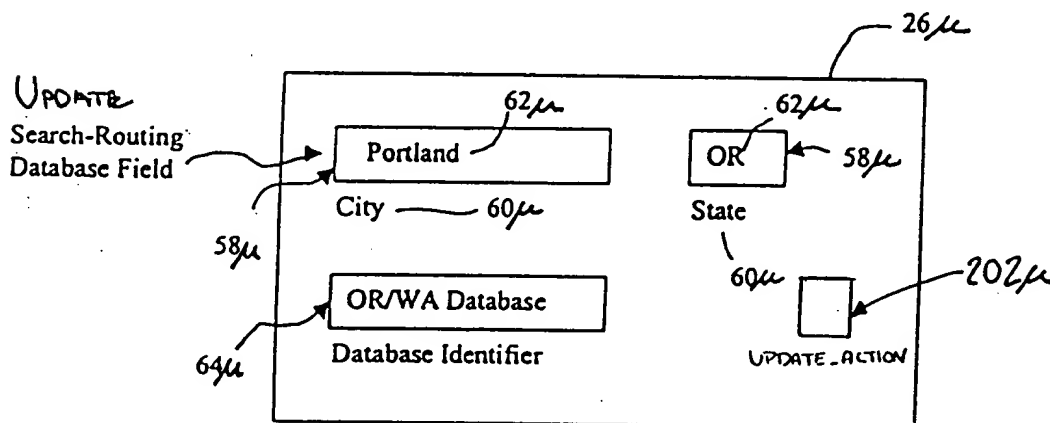 26μ
UPDATE
Search-Routing
Database Field
62μ
62μ
Portland
OR
58μ
City
60μ
State
58μ
60μ
202μ
OR/WA Database
64μ
Database Identifier
UPDATE_ACTION